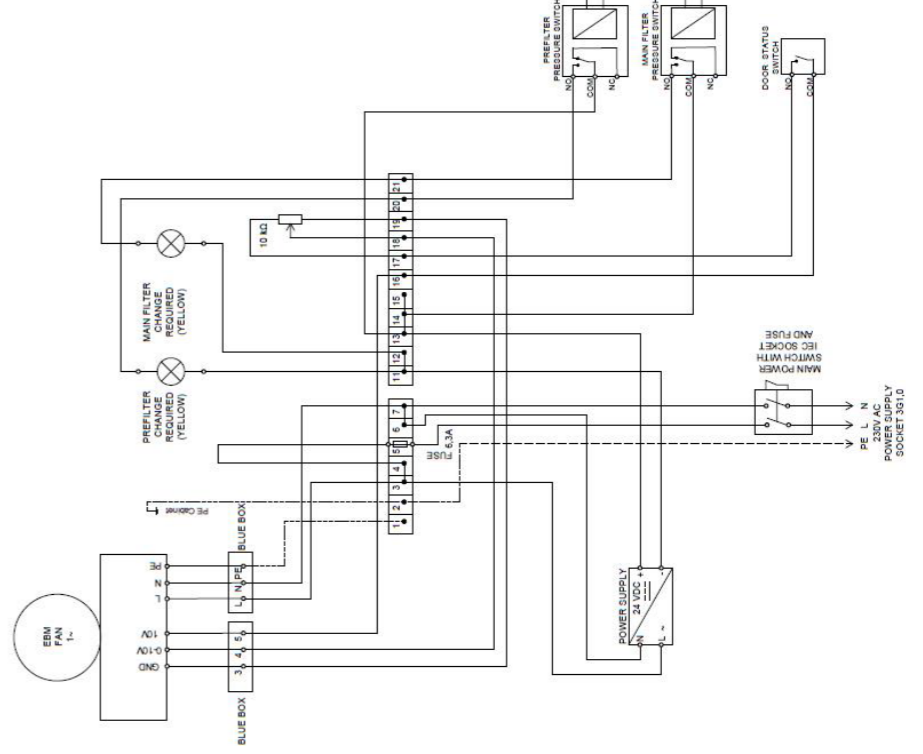 PREFILTER
PRESSURE SWITCH
NO
COM
NC
MAIN FILTER
PRESSURE SWITCH
NO
COM
NC
DOOR STATUS
SWITCH
NO
COM
MAIN FILTER
CHANGE
REQUIRED
(YELLOW)
PREFILTER
CHANGE
REQUIRED
(YELLOW)
10 kΩ
21
20
19
18
17
16
15
14
13
12
11
7
6
5
4
3
2
1
6,3A
FUSE
PE Cabinet
EBM
FAN
1~
PE
N
L
10V
0-10V
GND
BLUE BOX
L N PE
3 4 5
BLUE BOX
POWER SUPPLY
24 VDC
+
-
N
L ~
MAIN POWER
SWITCH WITH
IEC SOCKET
AND FUSE
PE L N
230V AC
POWER SUPPLY
SOCKET 3G1,0